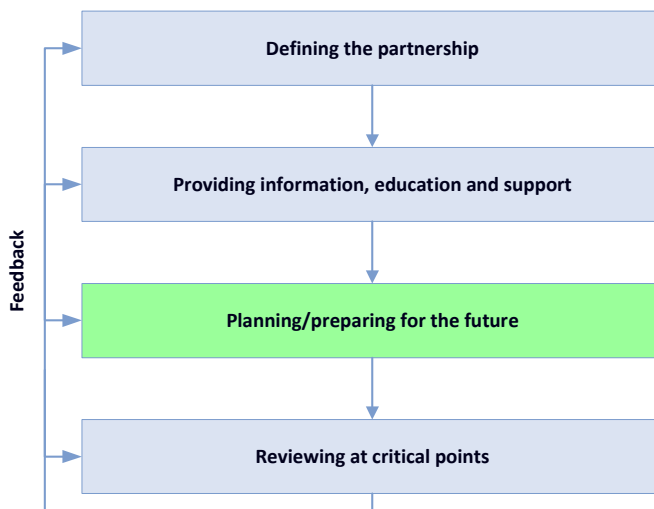 Defining the partnership
Providing information, education and support
Feedback
Planning/preparing for the future
Reviewing at critical points